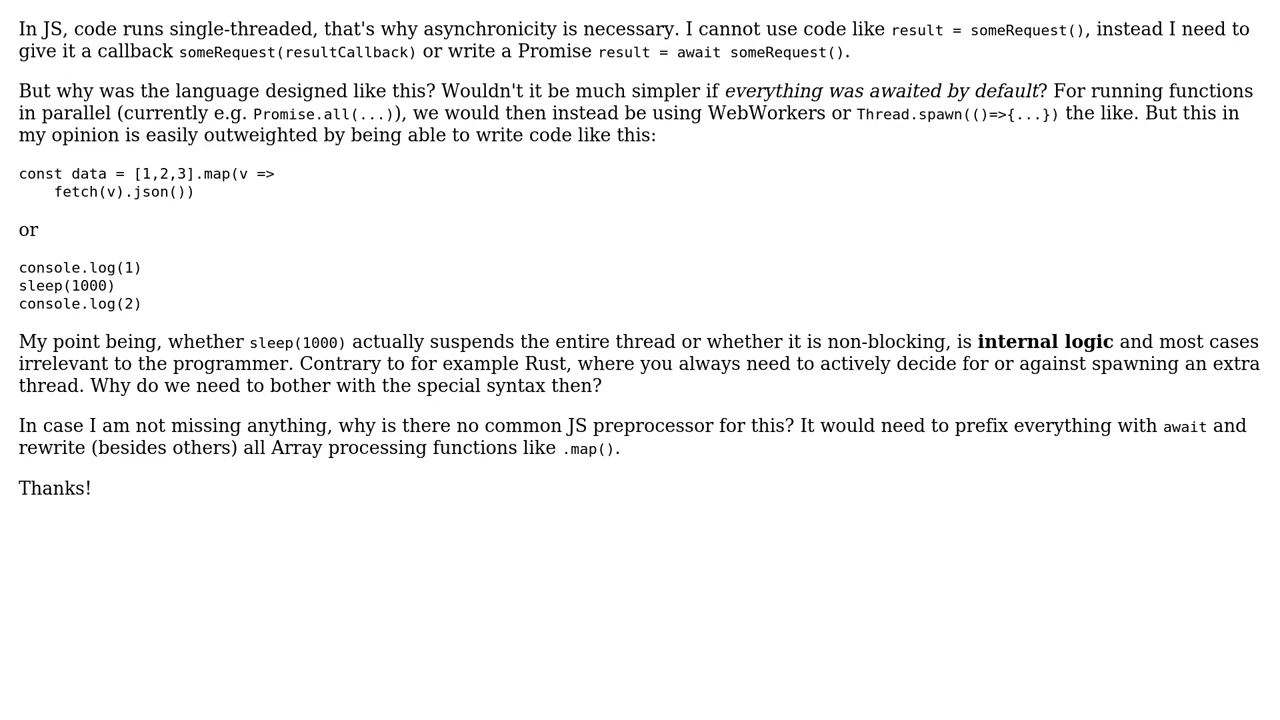 In JS, code runs single-threaded, that's why asynchronicity is necessary. I cannot use code like result = someRequest(), instead I need to
give it a callback someRequest(resultCallback) or write a Promise result = await someRequest().
But why was the language designed like this? Wouldn't it be much simpler if everything was awaited by default? For running functions
in parallel (currently e.g. Promise.all(...)), we would then instead be using WebWorkers or Thread.spawn(()=>{...}) the like. But this in
my opinion is easily outweighted by being able to write code like this:
const data = [1,2,3].map(v =>
    fetch(v).json())
or
console.log(1)
sleep(1000)
console.log(2)
My point being, whether sleep(1000) actually suspends the entire thread or whether it is non-blocking, is internal logic and most cases
irrelevant to the programmer. Contrary to for example Rust, where you always need to actively decide for or against spawning an extra
thread. Why do we need to bother with the special syntax then?
In case I am not missing anything, why is there no common JS preprocessor for this? It would need to prefix everything with await and
rewrite (besides others) all Array processing functions like .map().
Thanks!